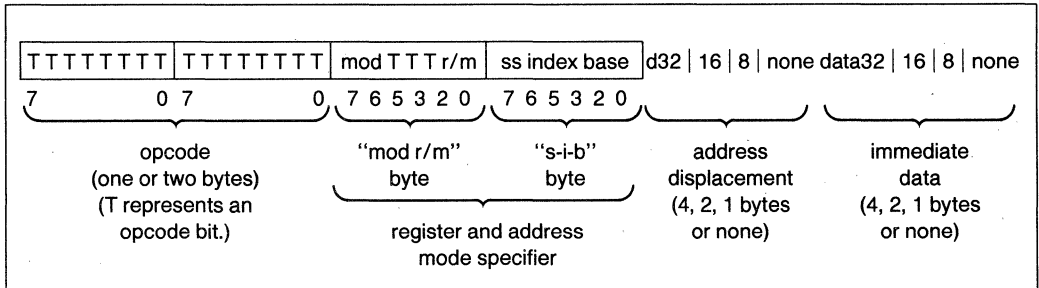 TTTTTTTT TTTTTTTT mod TTT r/m ss index base d32 | 16 | 8 | none data32 | 16 | 8 | none
7 0 7 0 7 6 5 3 2 0 7 6 5 3 2 0
opcode
(one or two bytes)
(T represents an
opcode bit.)
“mod r/m”
byte
“s-i-b”
byte
register and address
mode specifier
address
displacement
(4, 2, 1 bytes
or none)
immediate
data
(4, 2, 1 bytes
or none)